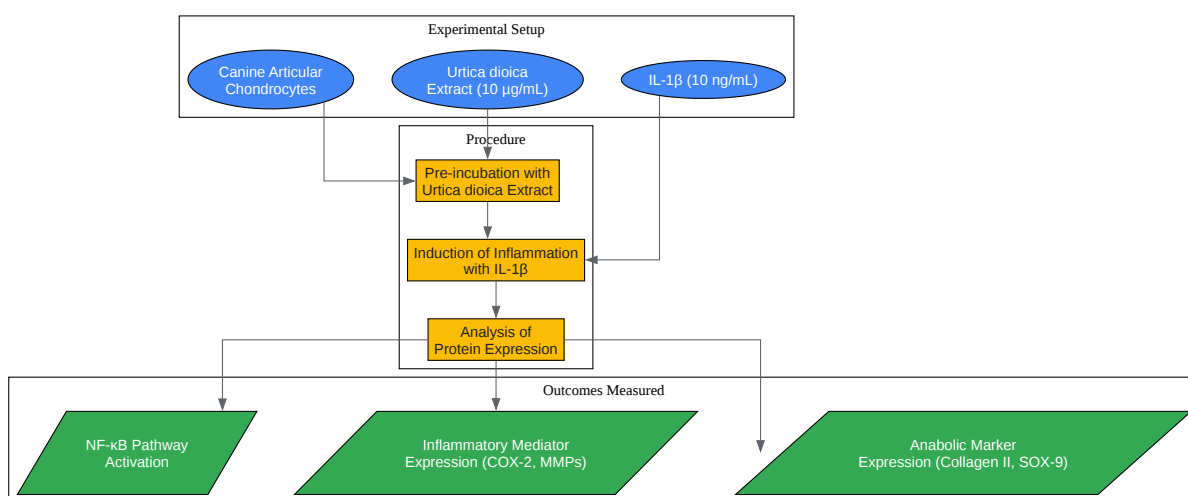 Experimental Setup
Canine Articular
Chondrocytes
Urtica dioica
Extract (10 µg/mL)
IL-1β (10 ng/mL)
Procedure
Pre-incubation with
Urtica dioica Extract
Induction of Inflammation
with IL-1β
Analysis of
Protein Expression
Outcomes Measured
NF-κB Pathway
Activation
Inflammatory Mediator
Expression (COX-2, MMPs)
Anabolic Marker
Expression (Collagen II, SOX-9)